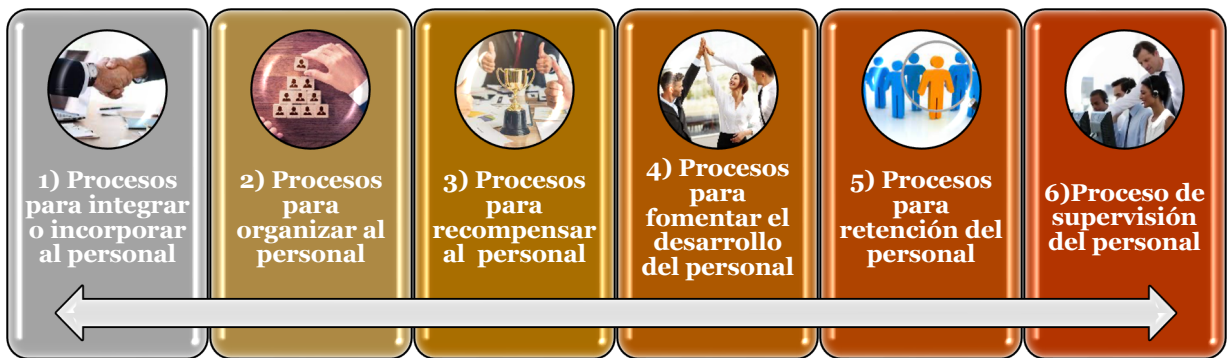 1) Procesos
para integrar
o incorporar
al personal
2) Procesos
para
organizar al
personal
3) Procesos
para
recompensar
al personal
4) Procesos
para
fomentar el
desarrollo
del personal
5) Procesos
para
retención del
personal
6)Proceso de
supervisión
del personal